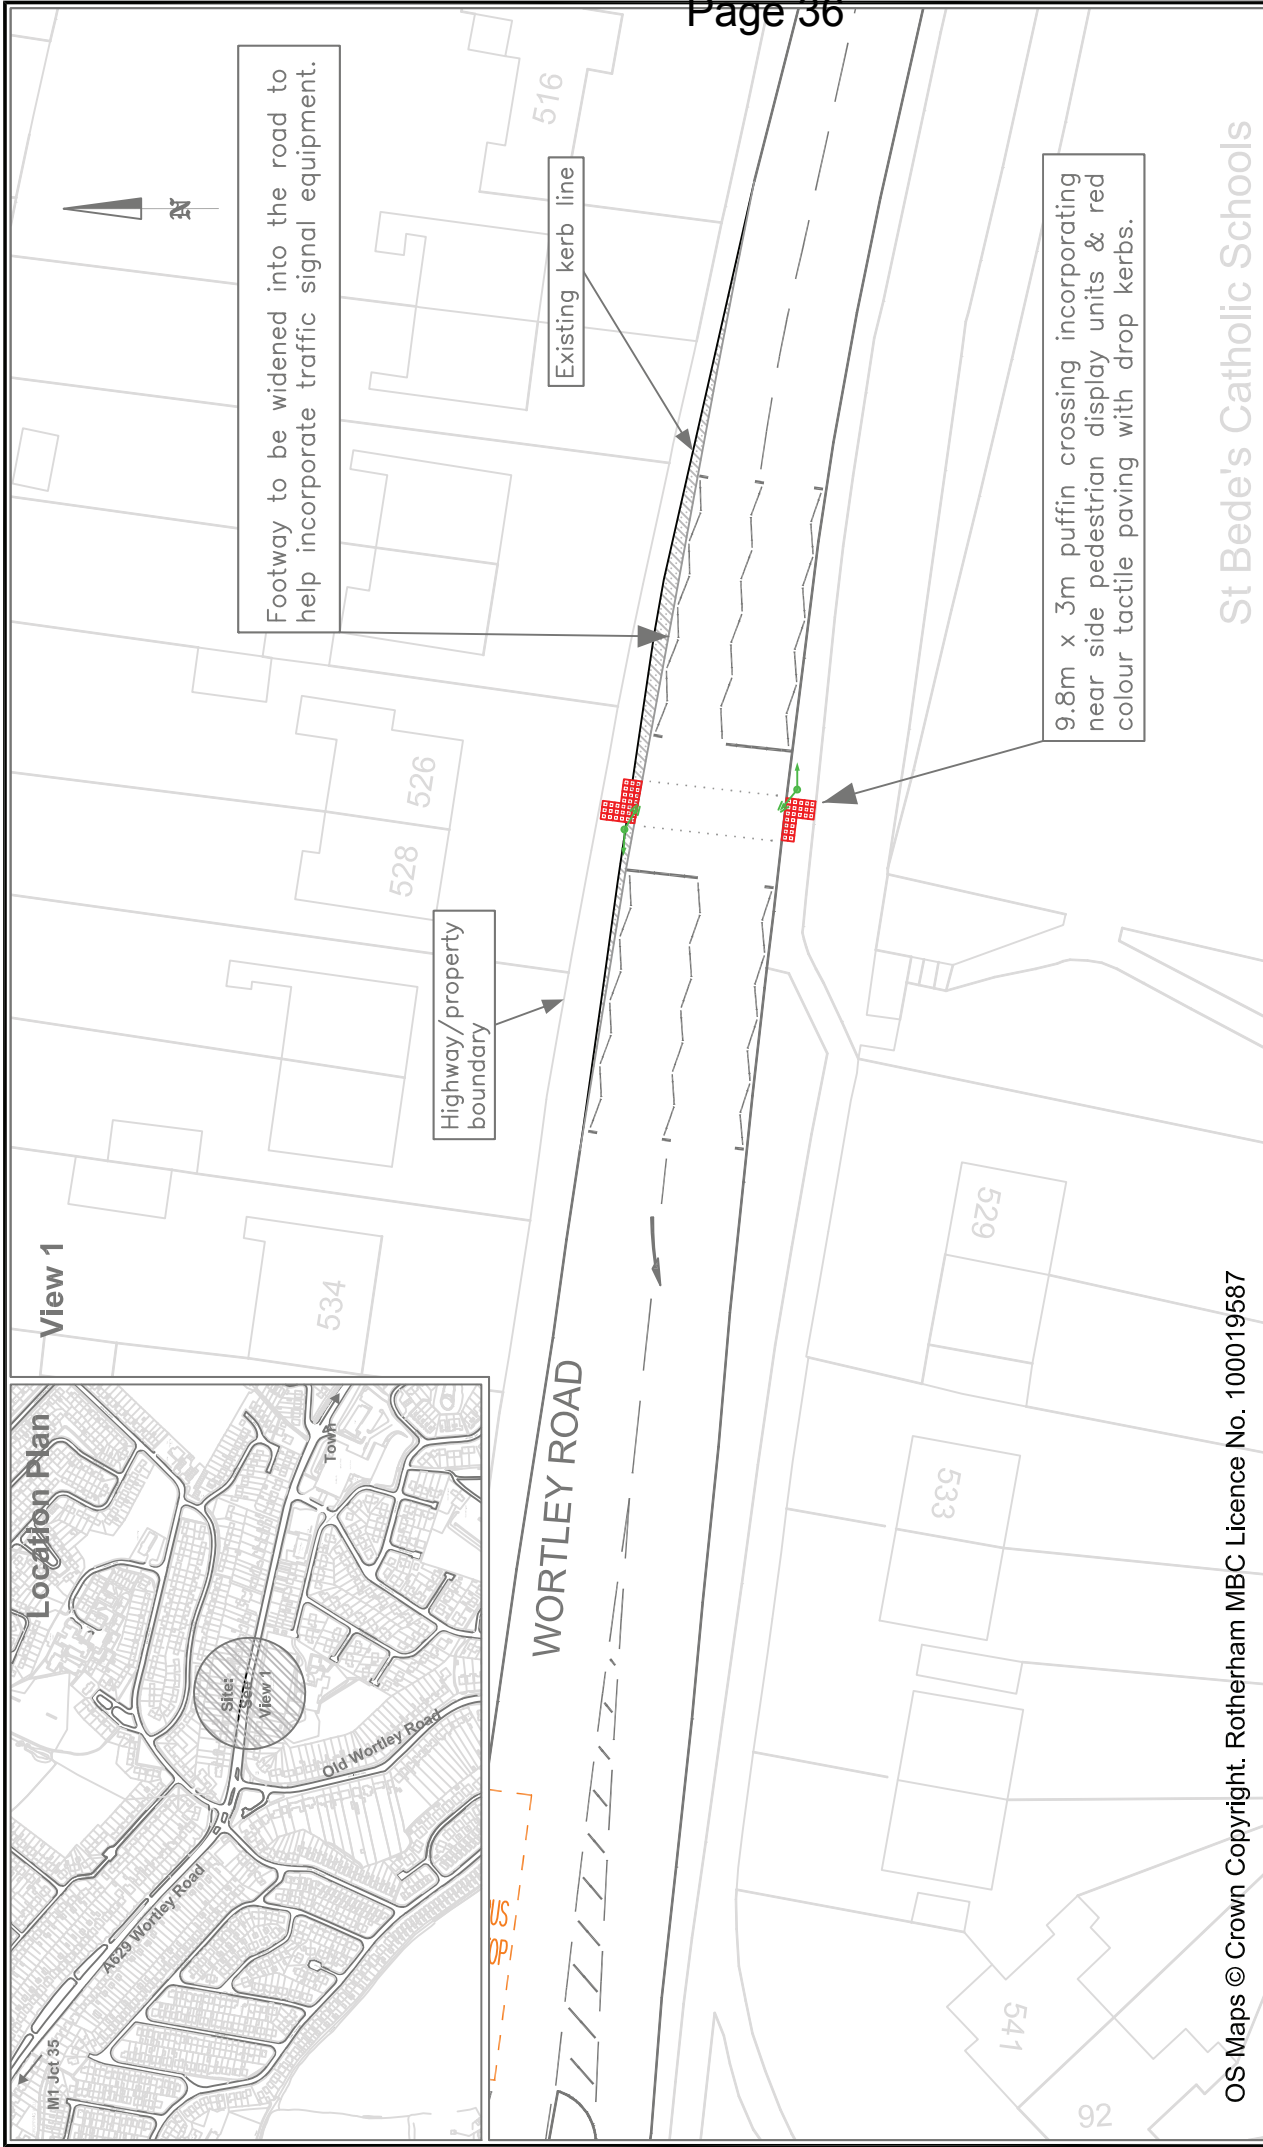 Page 36
View 1
Footway to be widened into the road to
help incorporate traffic signal equipment.
N
516
Existing kerb line
526
528
Highway/property
boundary
534
9.8m x 3m puffin crossing incorporating
near side pedestrian display units & red
colour tactile paving with drop kerbs.
St Bede's Catholic Schools
WORTLEY ROAD
529
533
541
92
Location Plan
Town
Site:
See
View 1
Old Wortley Road
A629 Wortley Road
M1 Jct 35
US
OP
OS Maps © Crown Copyright. Rotherham MBC Licence No. 100019587